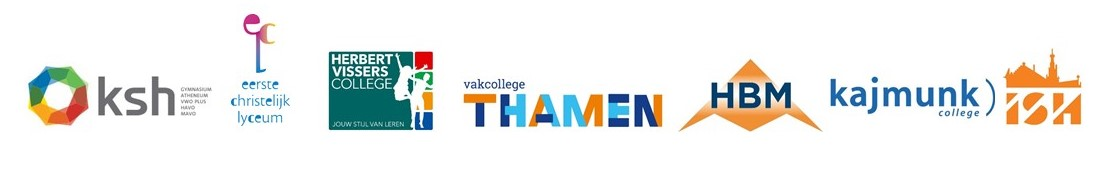 ksh
GYMNASIUM
ATHENEUM
VWO PLUS
HAVO
MAVO
ec
eerste
christelijk
lyceum
HERBERT
VISSERS
COLLEGE
JOUW STIJL VAN LEREN
vakcollege
THAMEN
HBM
kajmunk
college
ISH